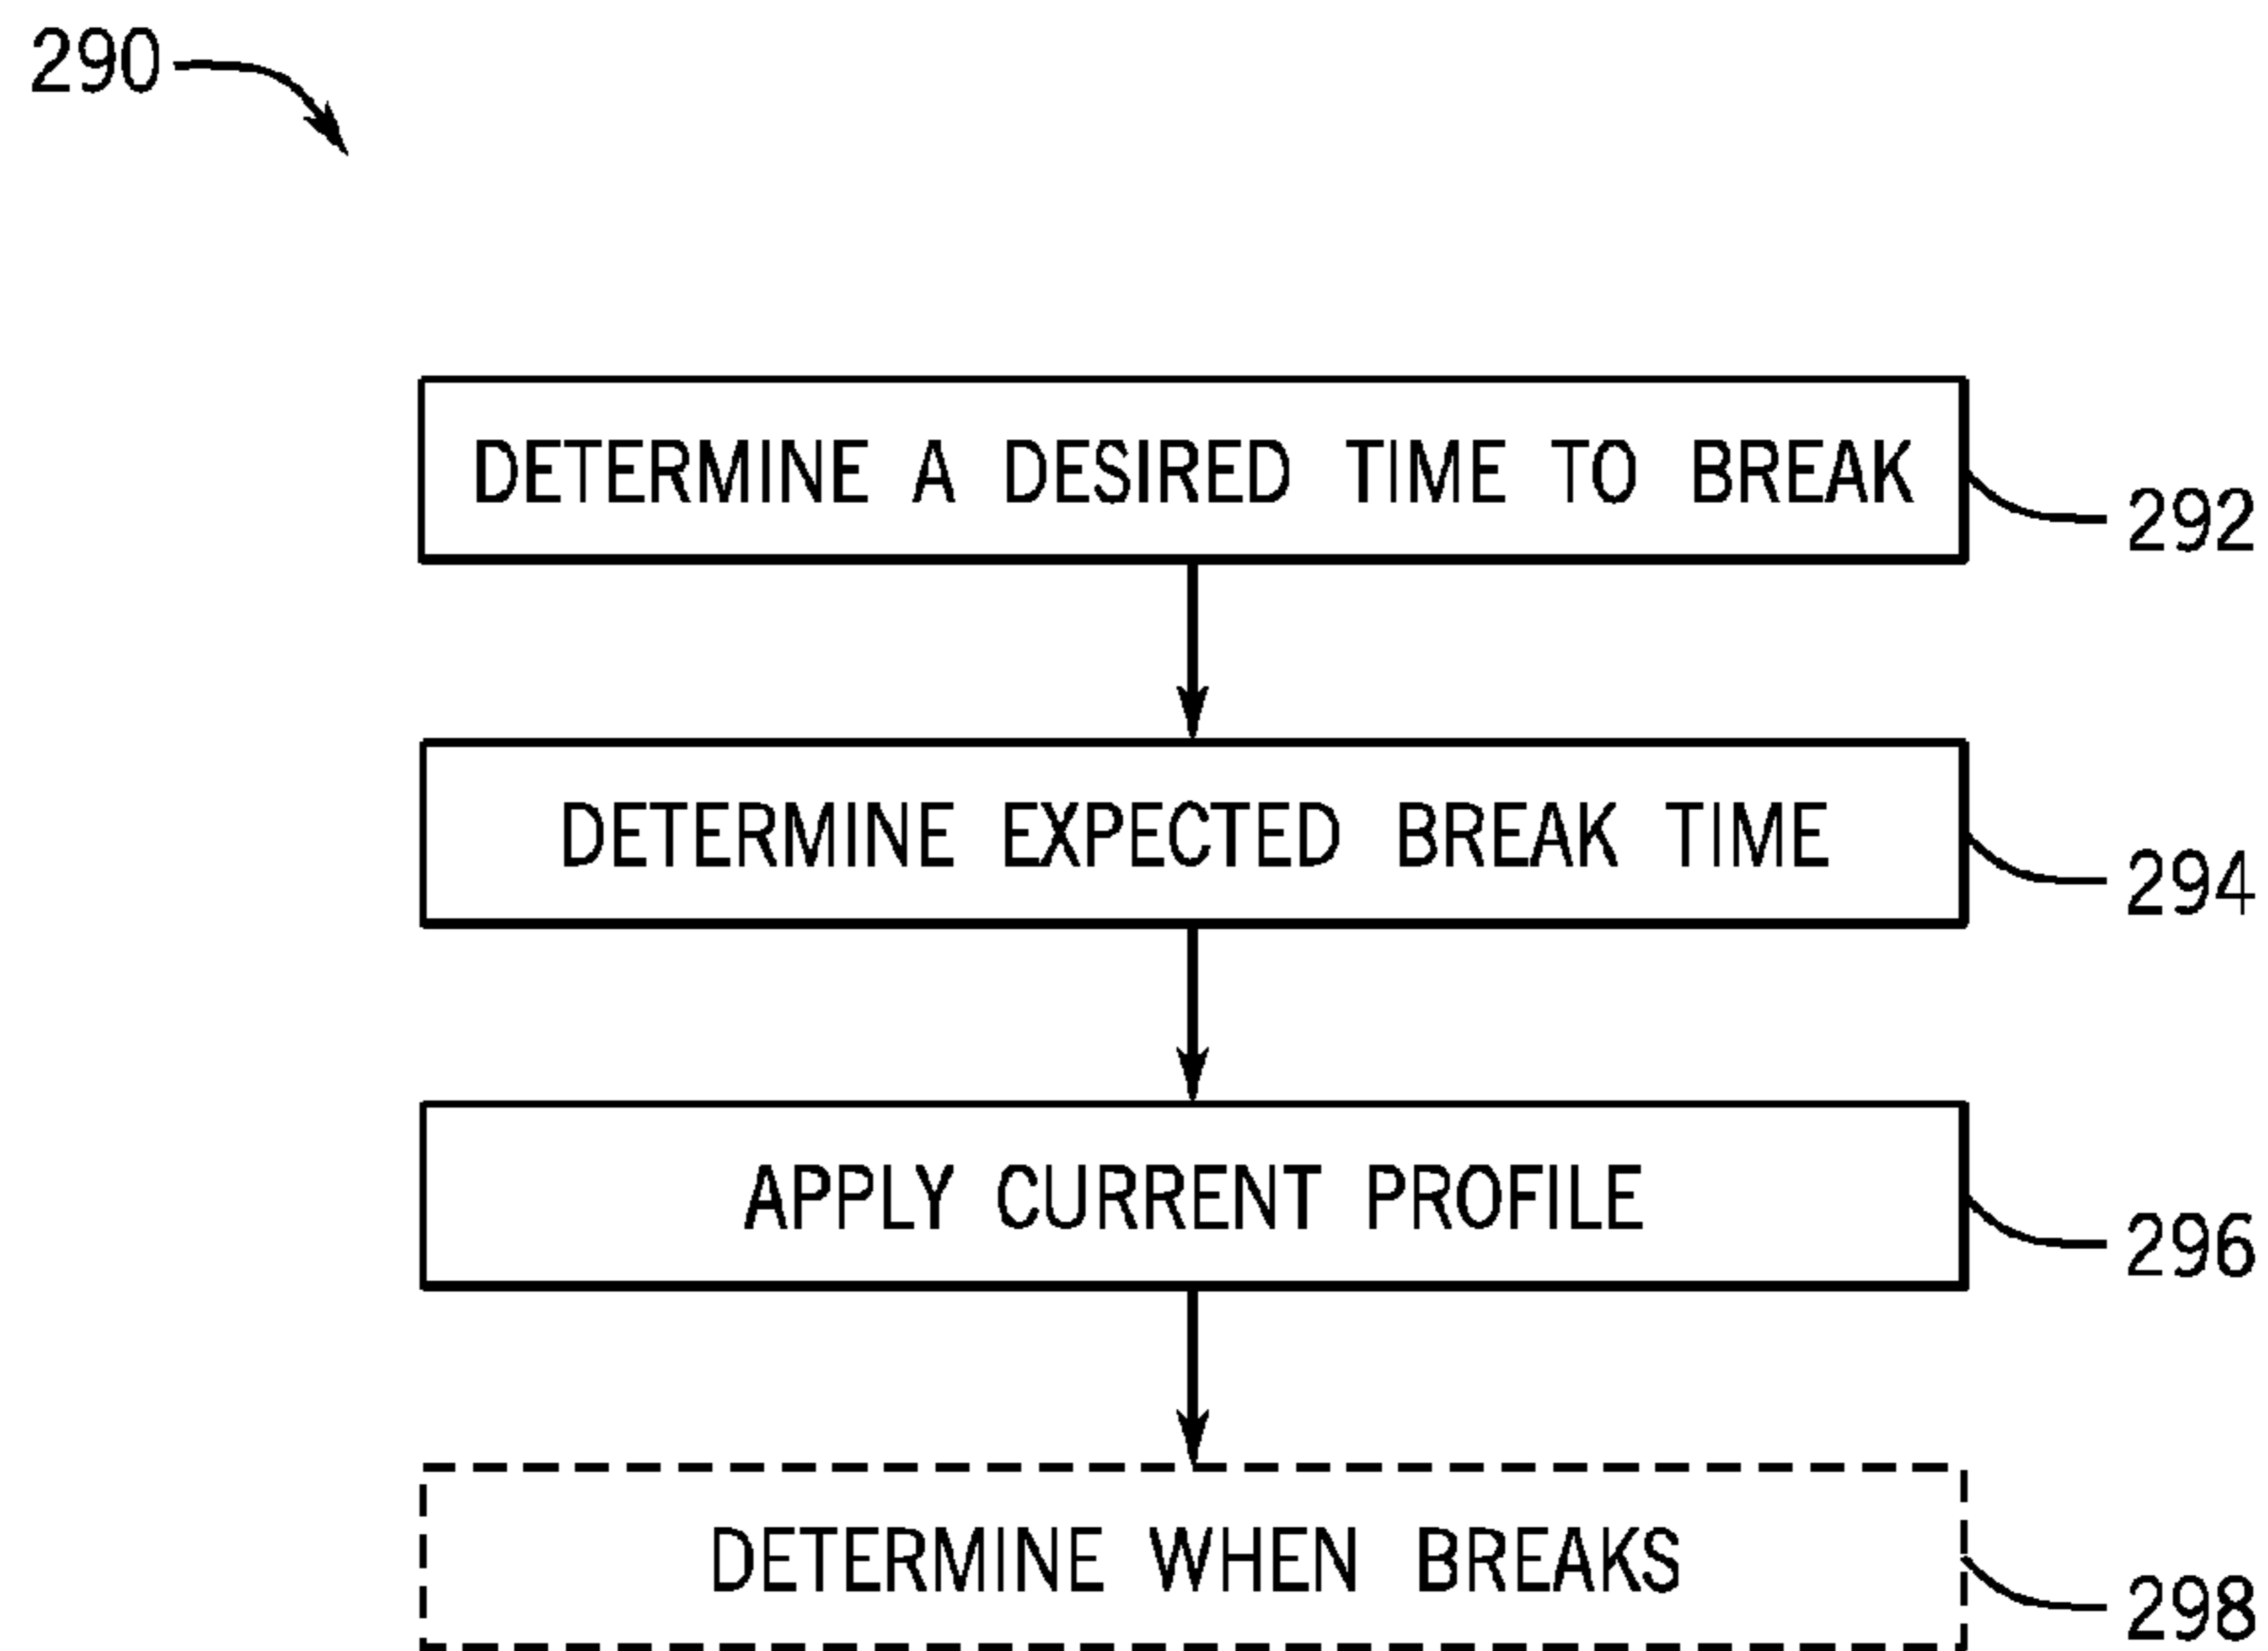 290
DETERMINE A DESIRED TIME TO BREAK
292
DETERMINE EXPECTED BREAK TIME
294
APPLY CURRENT PROFILE
296
DETERMINE WHEN BREAKS
298